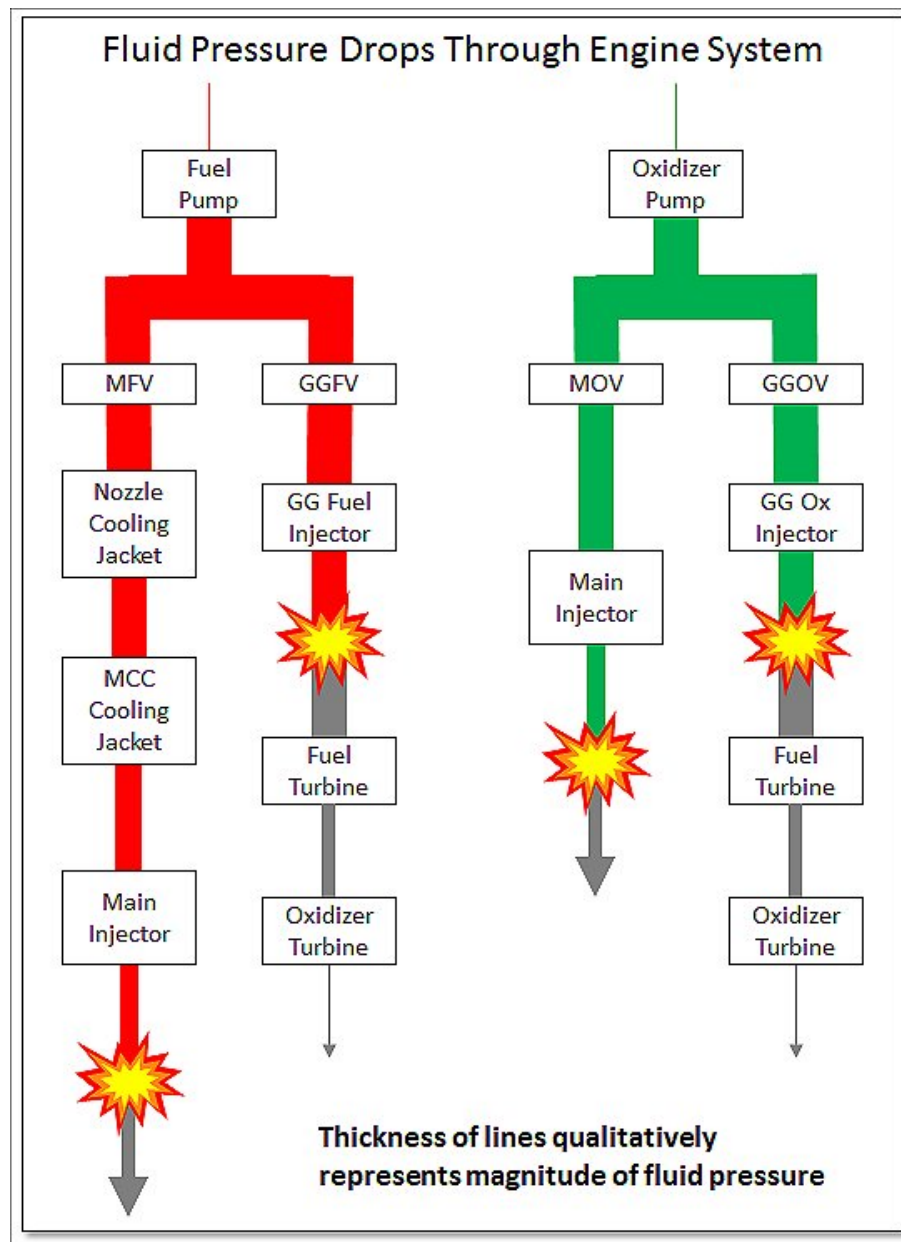 Fluid Pressure Drops Through Engine System
Fuel
Pump
Oxidizer
Pump
MFV
GGFV
MOV
GGOV
Nozzle
Cooling
Jacket
GG Fuel
Injector
GG Ox
Injector
Main
Injector
MCC
Cooling
Jacket
Fuel
Turbine
Fuel
Turbine
Main
Injector
Oxidizer
Turbine
Oxidizer
Turbine
Thickness of lines qualitatively
represents magnitude of fluid pressure